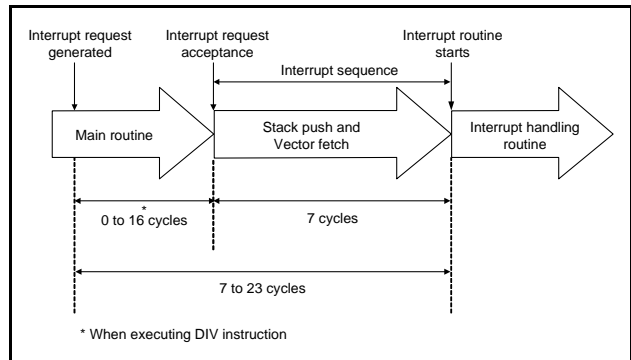 Interrupt request
generated
Interrupt request
acceptance
Interrupt routine
starts
Interrupt sequence
Main routine
Stack push and
Vector fetch
Interrupt handling
routine
*
0 to 16 cycles
7 cycles
7 to 23 cycles
* When executing DIV instruction